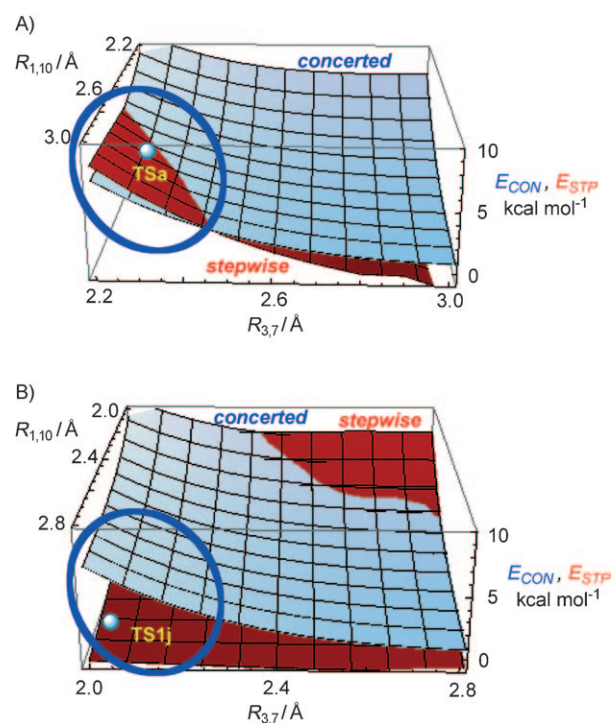 A)
2.2
R1,10 / Å
2.6
3.0
concerted
TSa
10
5
0
ECON, ESTP
kcal mol-1
stepwise
2.2
2.6
3.0
R3,7 / Å
B)
2.0
R1,10 / Å
2.4
2.8
concerted
stepwise
10
5
0
ECON, ESTP
kcal mol-1
TS1j
2.0
2.4
2.8
R3,7 / Å